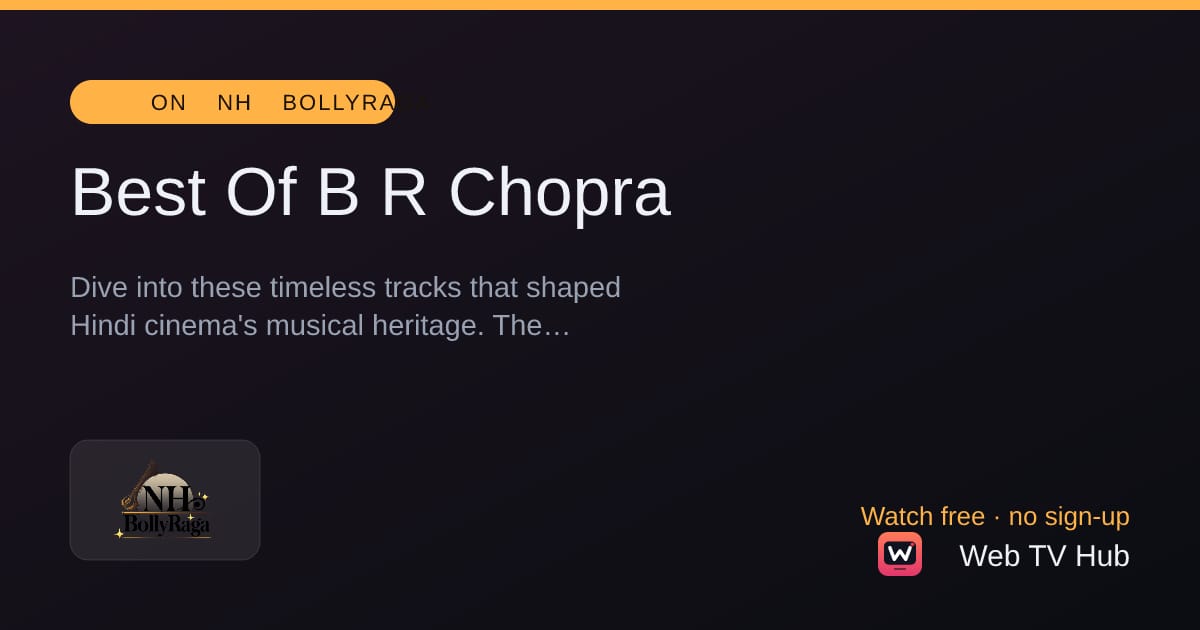 ON NH BOLLYRAGA
Best Of B R Chopra
Dive into these timeless tracks that shaped
Hindi cinema's musical heritage. The…
NH
BollyRaga
Watch free · no sign-up
W
Web TV Hub